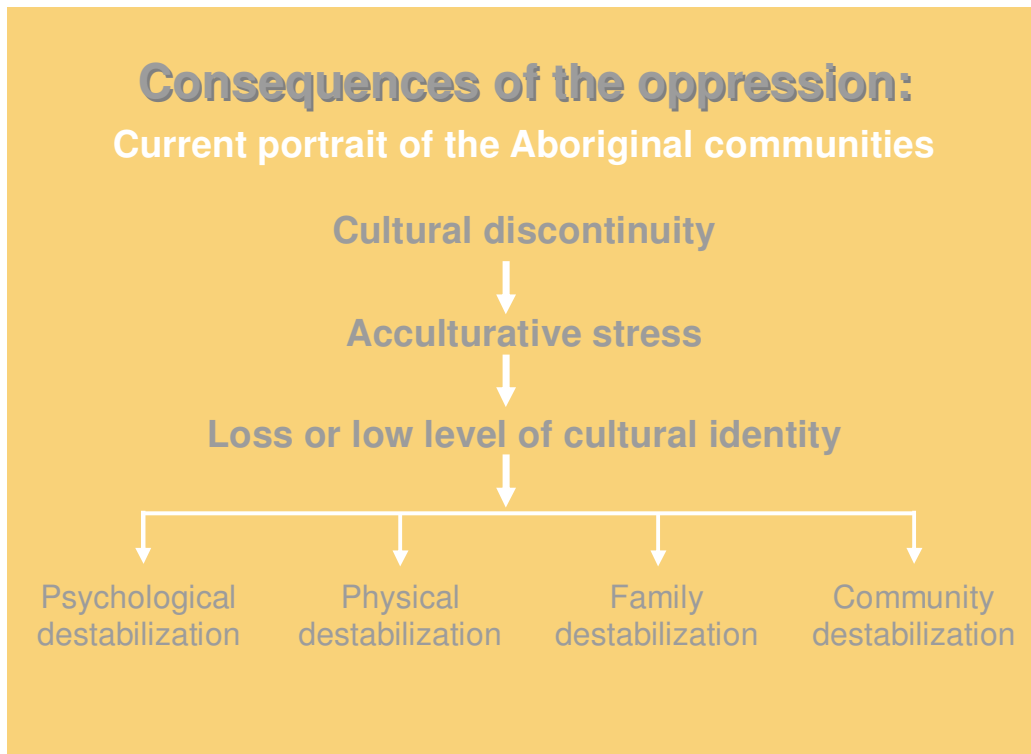 Consequences of the oppression:
Current portrait of the Aboriginal communities
Cultural discontinuity
Acculturative stress
Loss or low level of cultural identity
Psychological
destabilization
Physical
destabilization
Family
destabilization
Community
destabilization